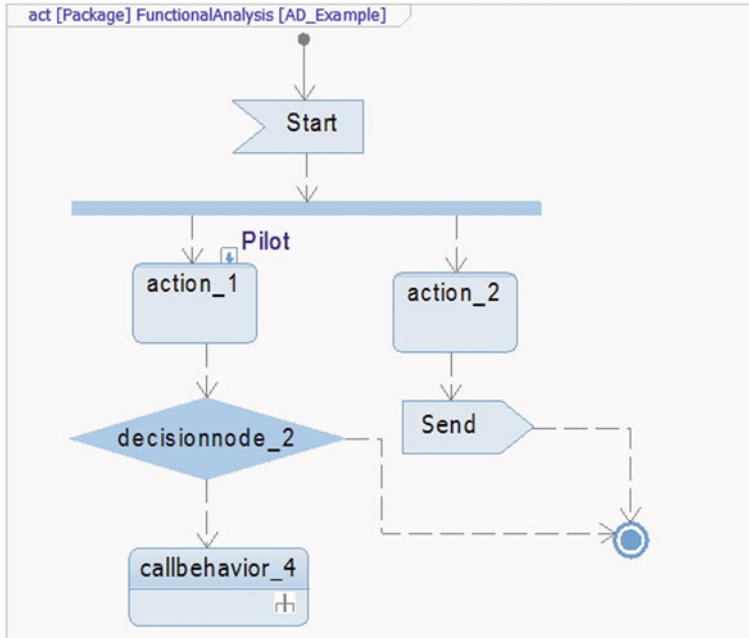 act [Package] FunctionalAnalysis [AD_Example]
Start
Pilot
action_1
action_2
decisionnode_2
Send
callbehavior_4